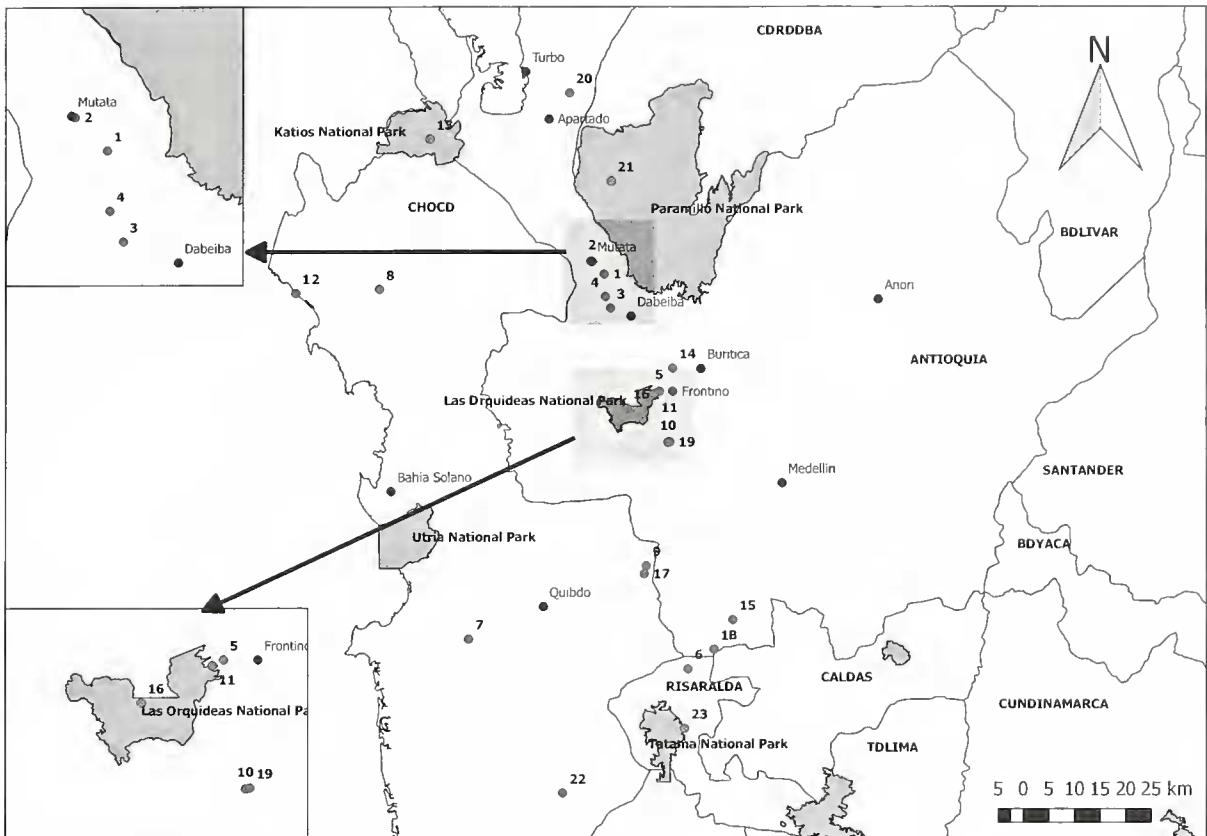 Mutata
2
1
4
3
Dabeiba
CDRDDBA
N
Turbo
20
Apartado
Katios National Park
13
21
Paramillo National Park
CHOCD
BDLIVAR
2 Mutata
1
4
3
Dabeiba
12
8
Anori
14
Buritica
ANTIOQUIA
5
Frontino
Las Drquideas National Park
16
11
10
19
Medellin
SANTANDER
Bahia Solano
Utria National Park
BDYACA
9
17
Quibdo
7
15
1B
6
RISARALDA
CALDAS
CUNDINAMARCA
23
Tatama National Park
TDLIMA
22
5 Frontino
11
16
Las Orquideas National Pa
10 19
5 0 5 10 15 20 25 km